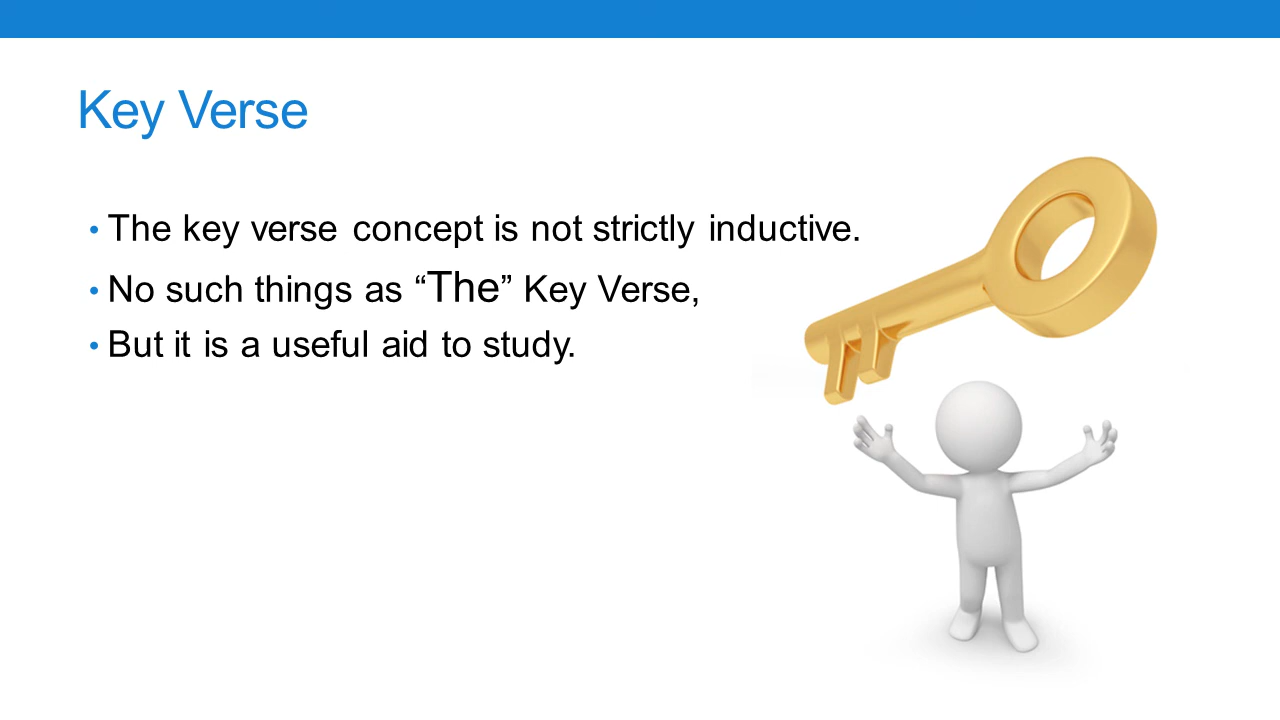 Key Verse
• The key verse concept is not strictly inductive.
• No such things as “The” Key Verse,
• But it is a useful aid to study.